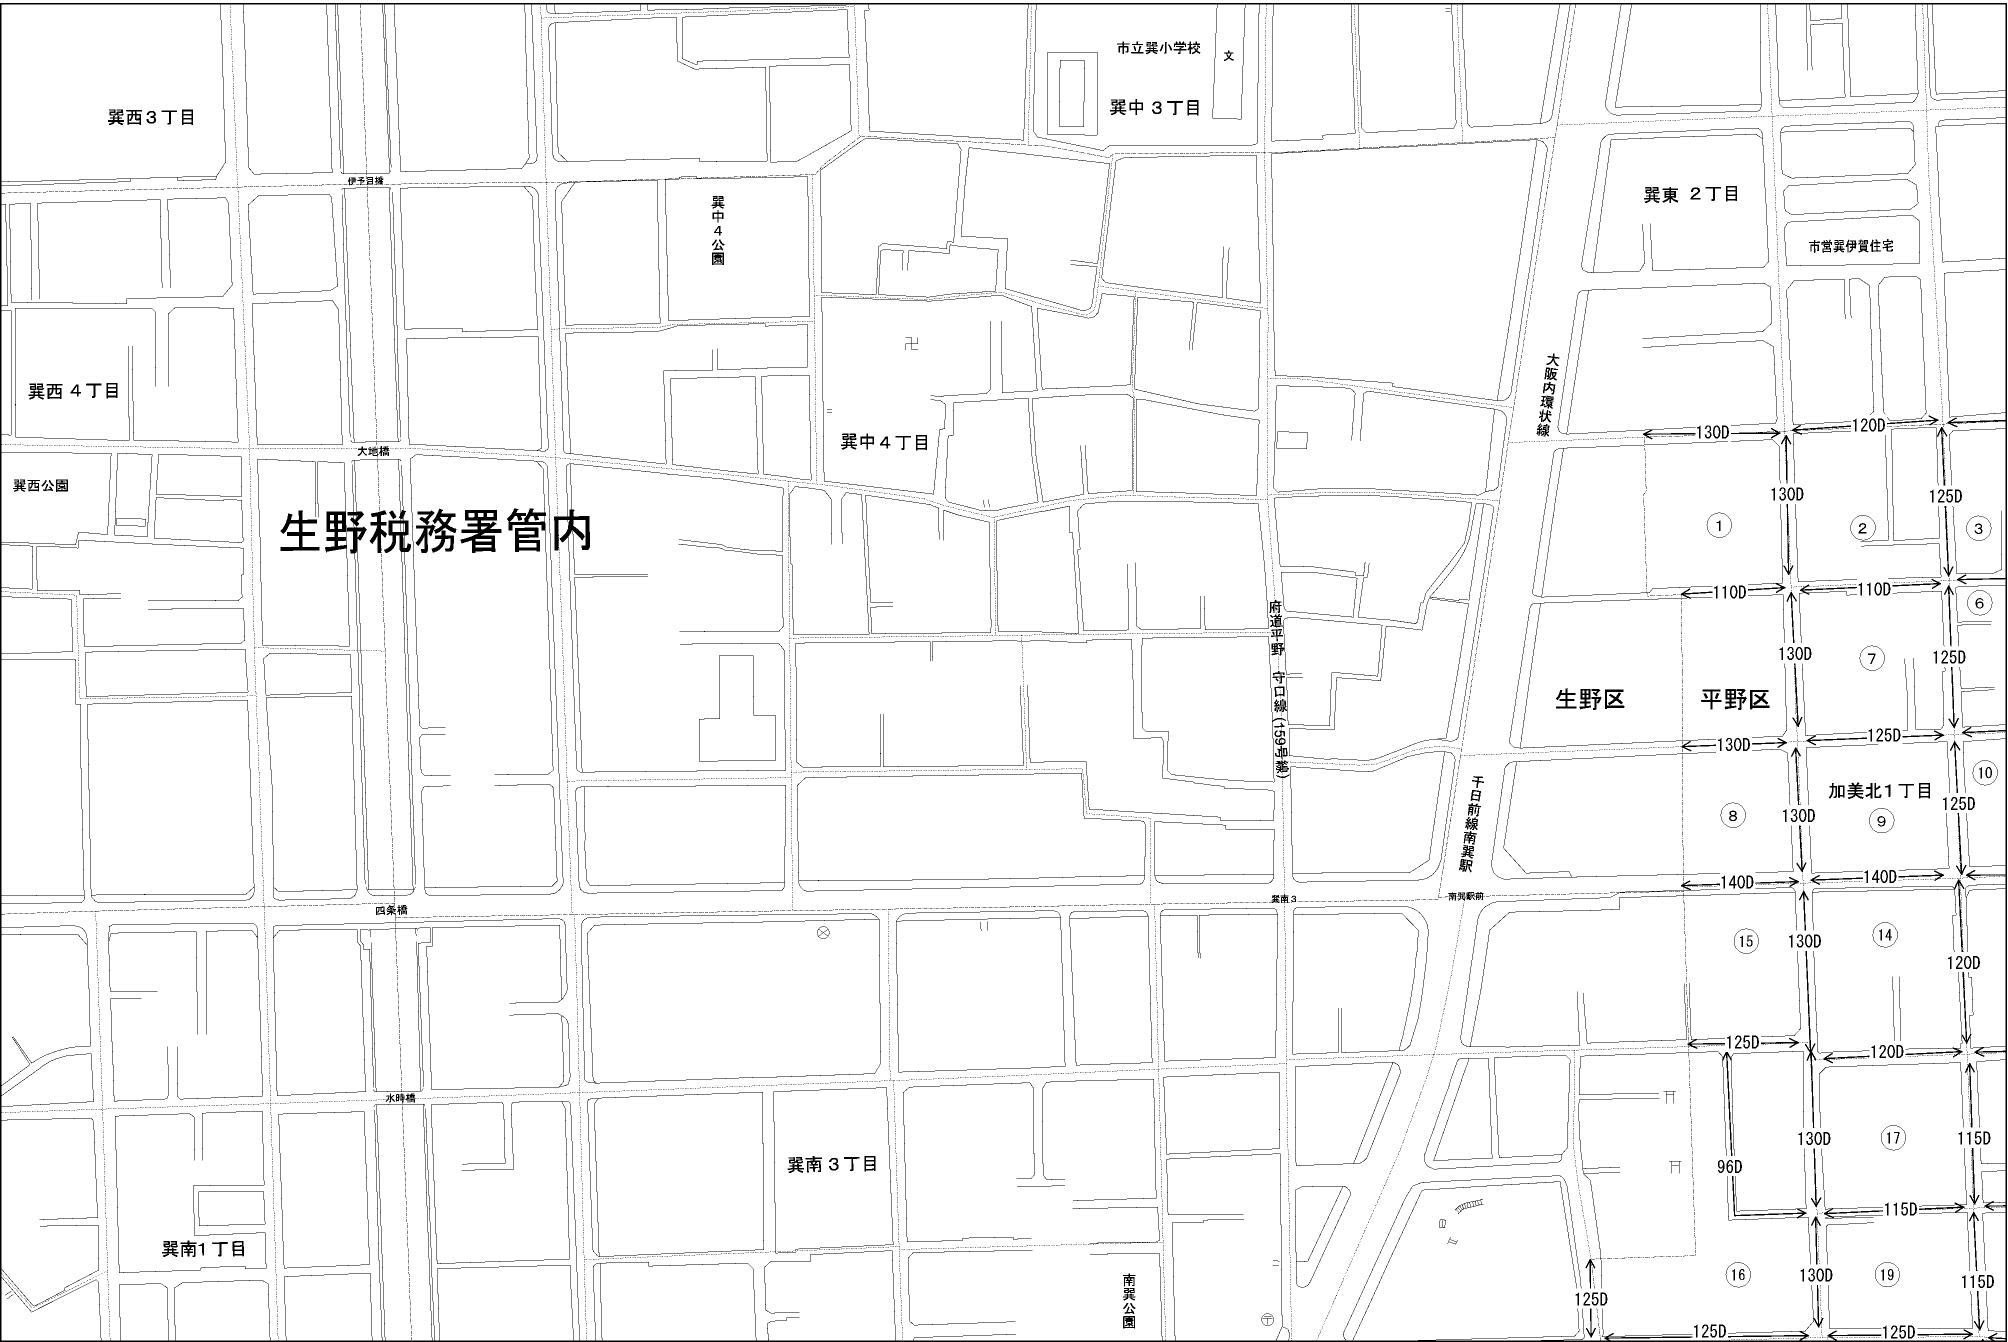 市立巽小学校
文
巽中３丁目
巽西３丁目
伊予目橋
巽中４公園
巽東 ２丁目
市営巽伊賀住宅
巽西４丁目
大阪内環状線
大地橋
巽中４丁目
130D
120D
巽西公園
生野税務署管内
130D
125D
①
②
③
110D
110D
府道平野 守口線(159号線)
⑥
130D
⑦
125D
生野区
平野区
130D
125D
千日前線南巽駅
加美北１丁目
⑩
⑧
130D
⑨
125D
140D
140D
四条橋
巽南３
南巽駅前
⑮
130D
⑭
120D
125D
120D
水時橋
130D
⑰
115D
巽南３丁目
96D
115D
巽南１丁目
南巽公園
⑯
130D
⑲
115D
125D
125D
125D